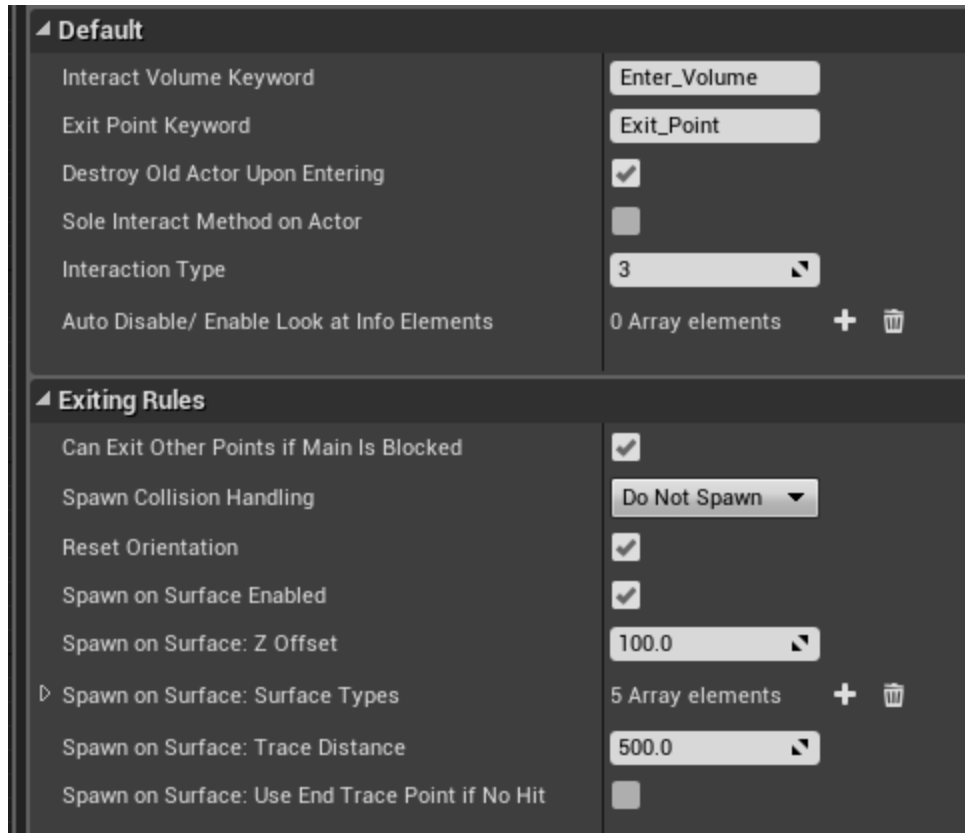 Default
Interact Volume Keyword Enter_Volume
Exit Point Keyword Exit_Point
Destroy Old Actor Upon Entering
Sole Interact Method on Actor
Interaction Type 3
Auto Disable/ Enable Look at Info Elements 0 Array elements
Exiting Rules
Can Exit Other Points if Main Is Blocked
Spawn Collision Handling Do Not Spawn
Reset Orientation
Spawn on Surface Enabled
Spawn on Surface: Z Offset 100.0
Spawn on Surface: Surface Types 5 Array elements
Spawn on Surface: Trace Distance 500.0
Spawn on Surface: Use End Trace Point if No Hit